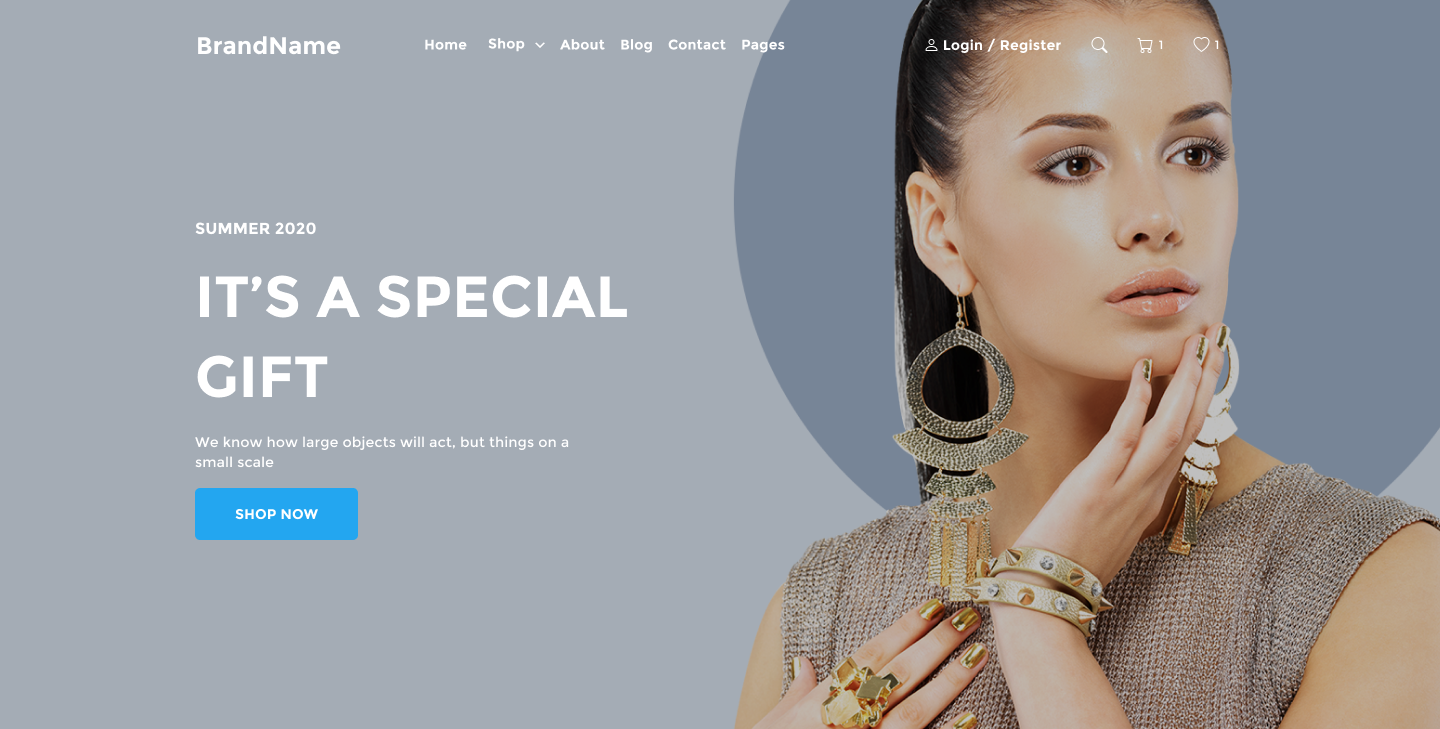 BrandName
Home Shop About Blog Contact Pages
Login / Register 1 1
SUMMER 2020
IT’S A SPECIAL
GIFT
We know how large objects will act, but things on a
small scale
SHOP NOW